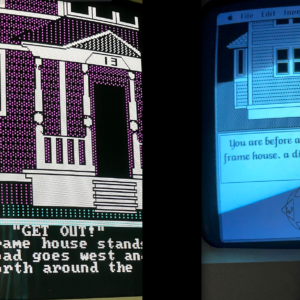 13
"GET OUT!"
rame house stands
oad goes west and
orth around the
File Edit
You are before a
frame house. a di